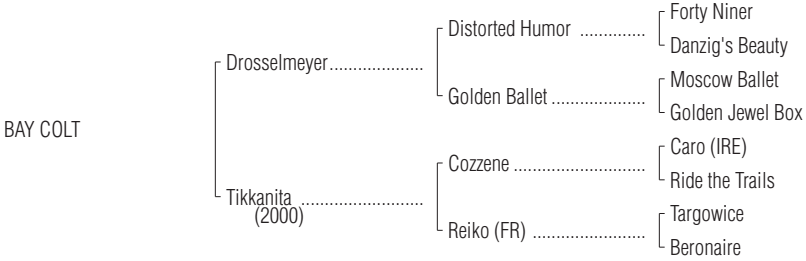 Forty Niner
Distorted Humor ..............
Danzig's Beauty
Drosselmeyer....................
Moscow Ballet
Golden Ballet ....................
Golden Jewel Box
BAY COLT
Caro (IRE)
Cozzene ............................
Ride the Trails
Tikkanita ..........................
(2000)
Targowice
Reiko (FR) ........................
Beronaire